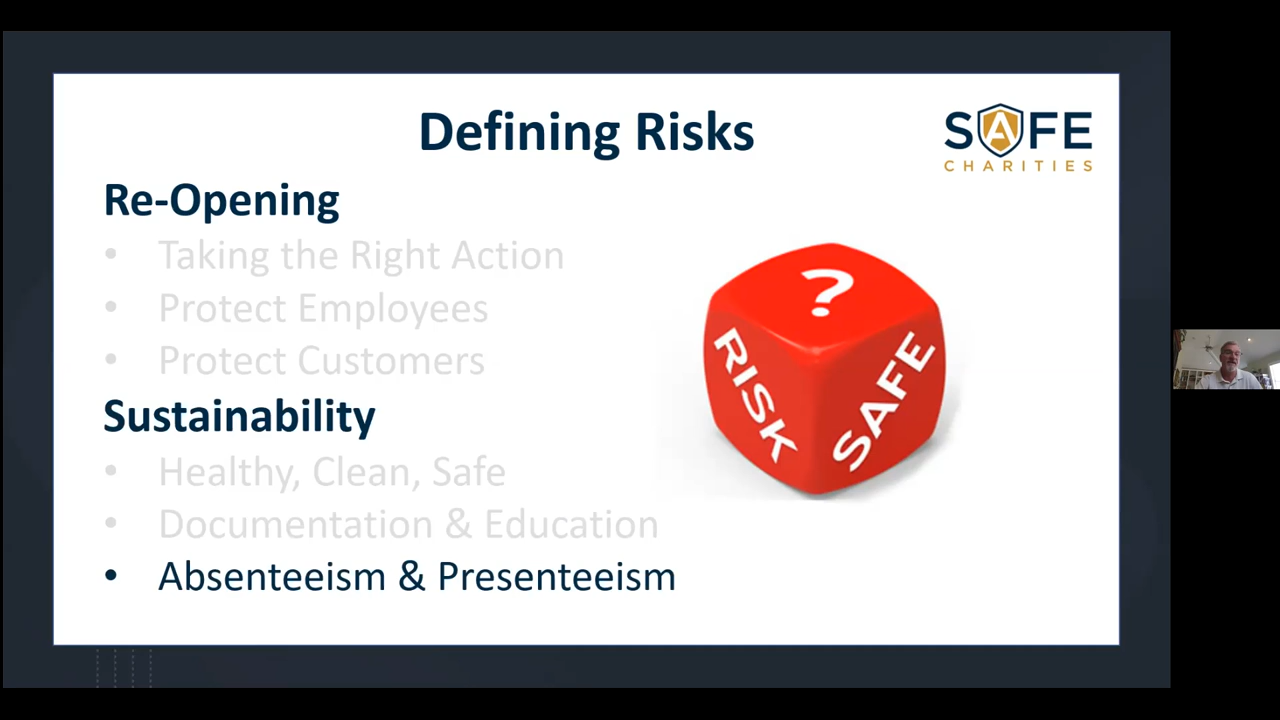 Defining Risks
SAFE
CHARITIES
Re-Opening
• Taking the Right Action
• Protect Employees
• Protect Customers
Sustainability
• Healthy, Clean, Safe
• Documentation & Education
• Absenteeism & Presenteeism
?
RISK
SAFE